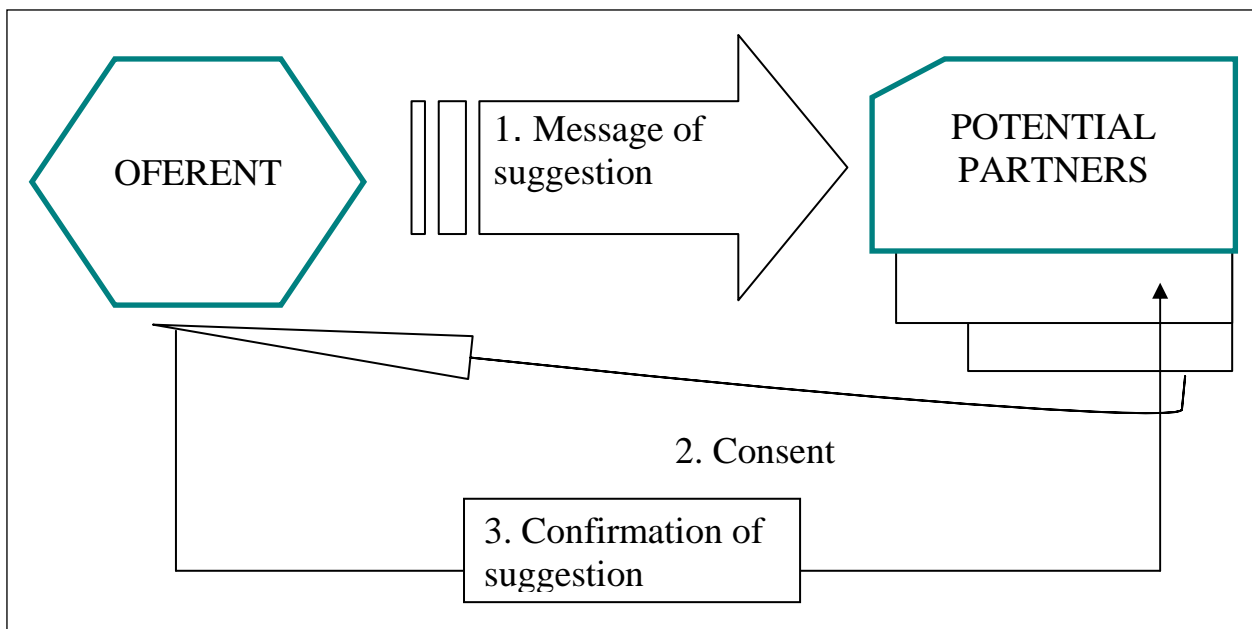 OFERENT
1. Message of
suggestion
POTENTIAL
PARTNERS
2. Consent
3. Confirmation of
suggestion